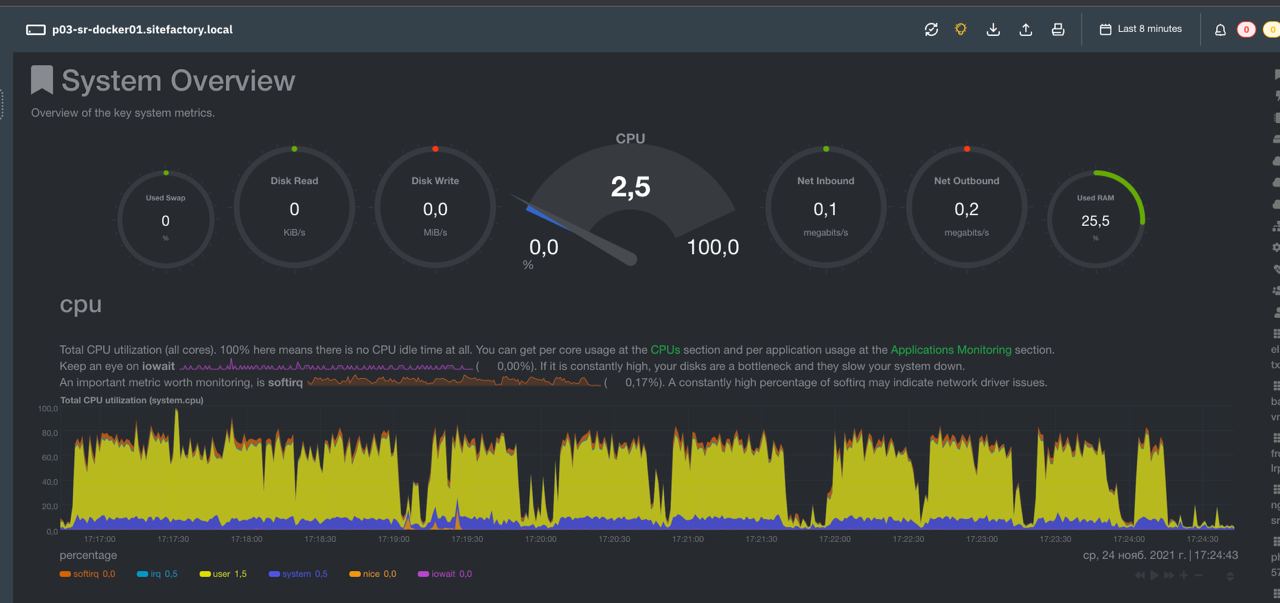 p03-sr-docker01.sitefactory.local
Last 8 minutes
0
0
System Overview
Overview of the key system metrics.
Used Swap
0
%
Disk Read
0
KiB/s
Disk Write
0,0
MiB/s
CPU
2,5
0,0
100,0
%
Net Inbound
0,1
megabits/s
Net Outbound
0,2
megabits/s
Used RAM
25,5
%
cpu
Total CPU utilization (all cores). 100% here means there is no CPU idle time at all. You can get per core usage at the CPUs section and per application usage at the Applications Monitoring section.
Keep an eye on iowait ( 0,00%). If it is constantly high, your disks are a bottleneck and they slow your system down.
An important metric worth monitoring, is softirq ( 0,17%). A constantly high percentage of softirq may indicate network driver issues.
Total CPU utilization (system.cpu)
100,0
80,0
60,0
40,0
20,0
0,0
17:17:00 17:17:30 17:18:00 17:18:30 17:19:00 17:19:30 17:20:00 17:20:30 17:21:00 17:21:30 17:22:00 17:22:30 17:23:00 17:23:30 17:24:00 17:24:30
percentage
ср, 24 нояб. 2021 г. | 17:24:43
softirq 0,0 irq 0,5 user 1,5 system 0,5 nice 0,0 iowait 0,0